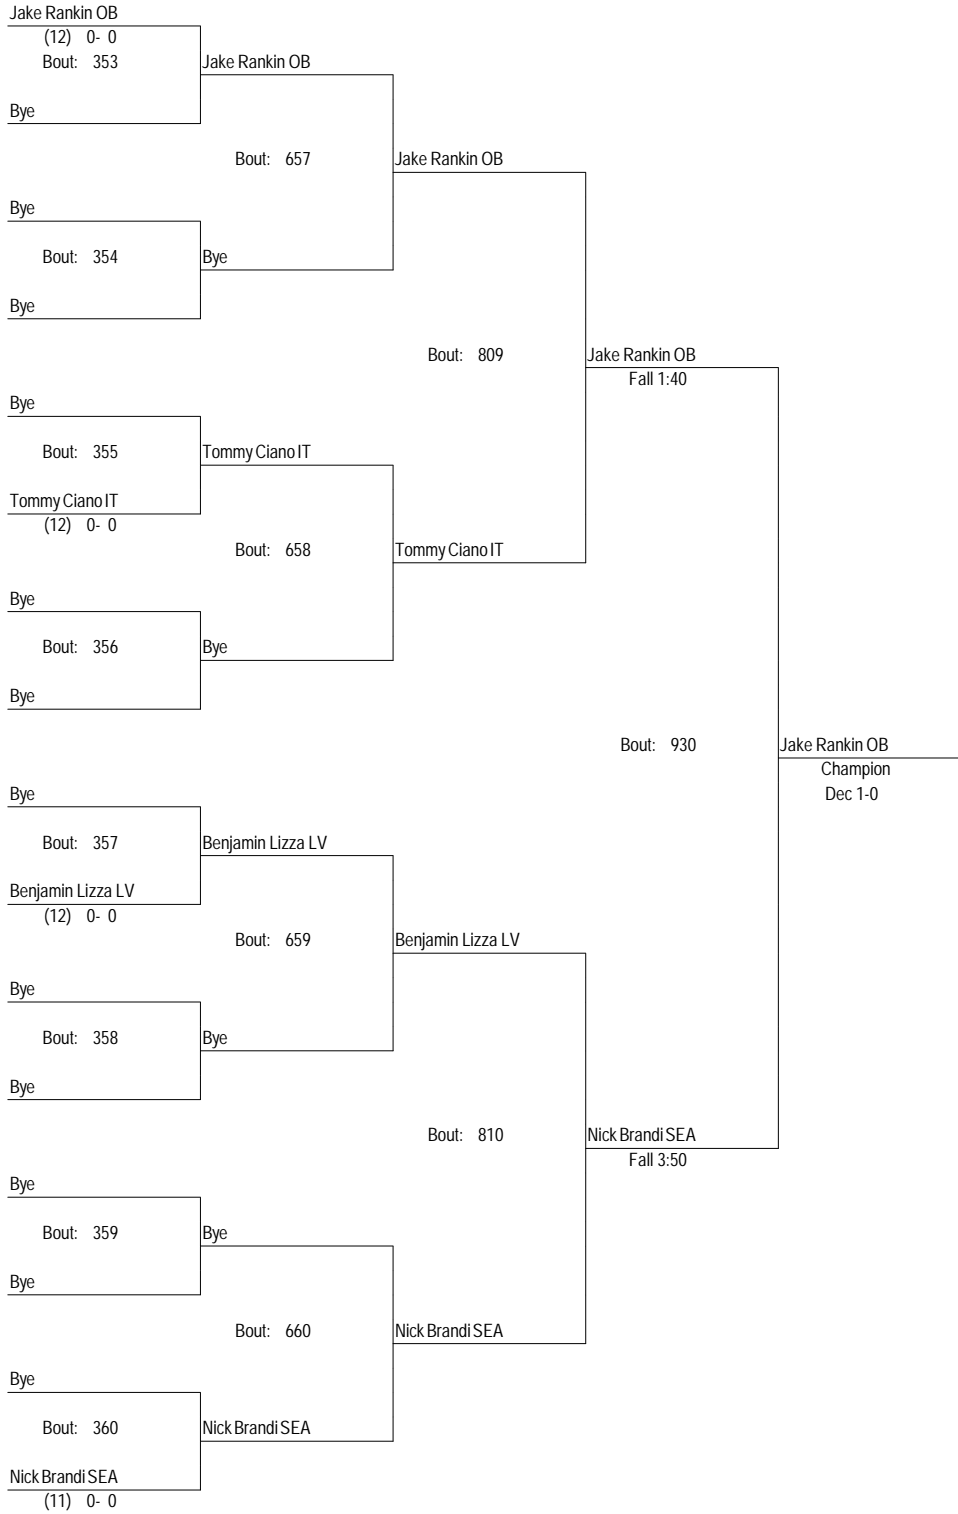 Jake Rankin OB
(12) 0- 0
Bout: 353
Jake Rankin OB
Bye
Bout: 657
Jake Rankin OB
Bye
Bout: 354
Bye
Bye
Bout: 809
Jake Rankin OB
Fall 1:40
Bye
Bout: 355
Tommy Ciano IT
Tommy Ciano IT
(12) 0- 0
Bout: 658
Tommy Ciano IT
Bye
Bout: 356
Bye
Bye
Bout: 930
Jake Rankin OB
Champion
Dec 1-0
Bye
Bout: 357
Benjamin Lizza LV
Benjamin Lizza LV
(12) 0- 0
Bout: 659
Benjamin Lizza LV
Bye
Bout: 358
Bye
Bye
Bout: 810
Nick Brandi SEA
Fall 3:50
Bye
Bout: 359
Bye
Bye
Bout: 660
Nick Brandi SEA
Bye
Bout: 360
Nick Brandi SEA
Nick Brandi SEA
(11) 0- 0